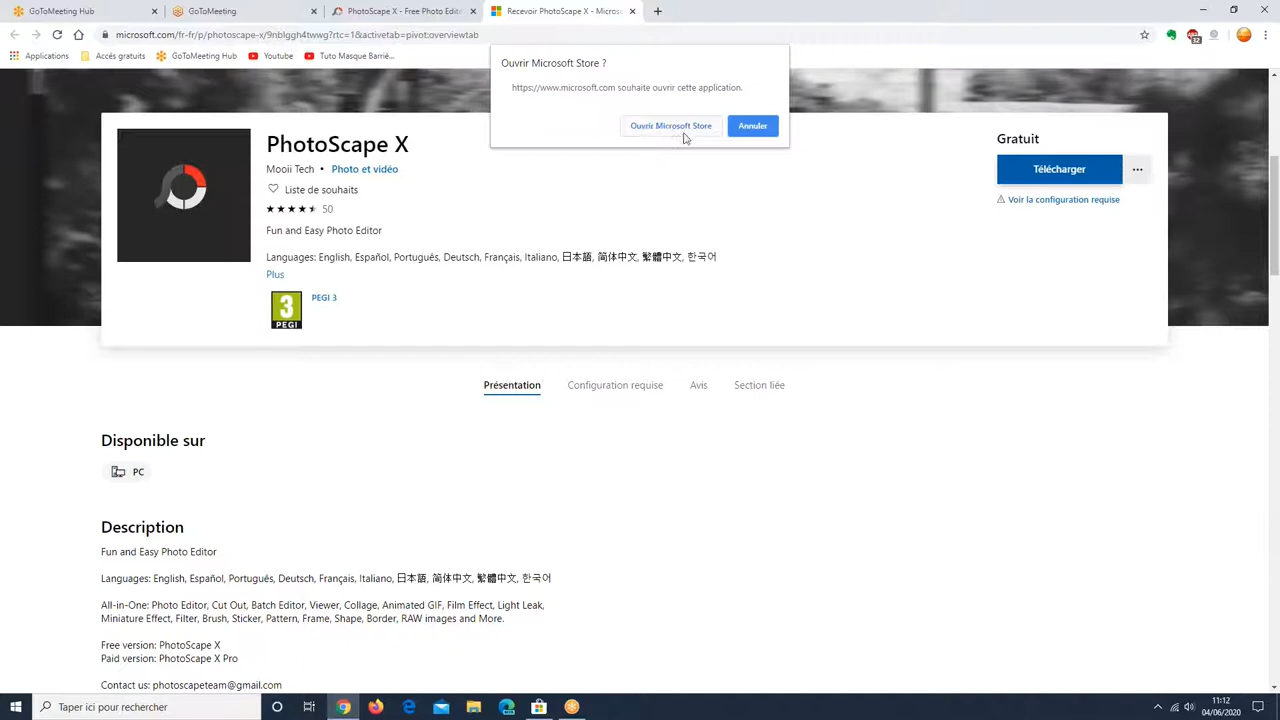 GoToMeeting Hub
GoToMeeting
PhotoScape X - Free Photo Editor
Recevoir PhotoScape X - Micros
microsoft.com/fr-fr/p/photoscape-x/9nblggh4twwg?rtc=1&activetab=pivot:overviewtab
32
Applications
Accés gratuits
GoToMeeting Hub
Youtube
Tuto Masque Barriè...
Ouvrir Microsoft Store ?
https://www.microsoft.com souhaite ouvrir cette application.
Ouvrir Microsoft Store
Annuler
PhotoScape X
Mooii Tech • Photo et vidéo
Liste de souhaits
50
Fun and Easy Photo Editor
Languages: English, Español, Português, Deutsch, Français, Italiano, 日本語, 简体中文, 繁體中文, 한국어
Plus
3
PEGI
PEGI 3
Gratuit
Télécharger
Voir la configuration requise
Présentation
Configuration requise
Avis
Section liée
Disponible sur
PC
Description
Fun and Easy Photo Editor
Languages: English, Español, Português, Deutsch, Français, Italiano, 日本語, 简体中文, 繁體中文, 한국어
All-in-One: Photo Editor, Cut Out, Batch Editor, Viewer, Collage, Animated GIF, Film Effect, Light Leak,
Miniature Effect, Filter, Brush, Sticker, Pattern, Frame, Shape, Border, RAW images and More.
Free version: PhotoScape X
Paid version: PhotoScape X Pro
Contact us: photoscapeteam@gmail.com
Taper ici pour rechercher
11:12
04/06/2020